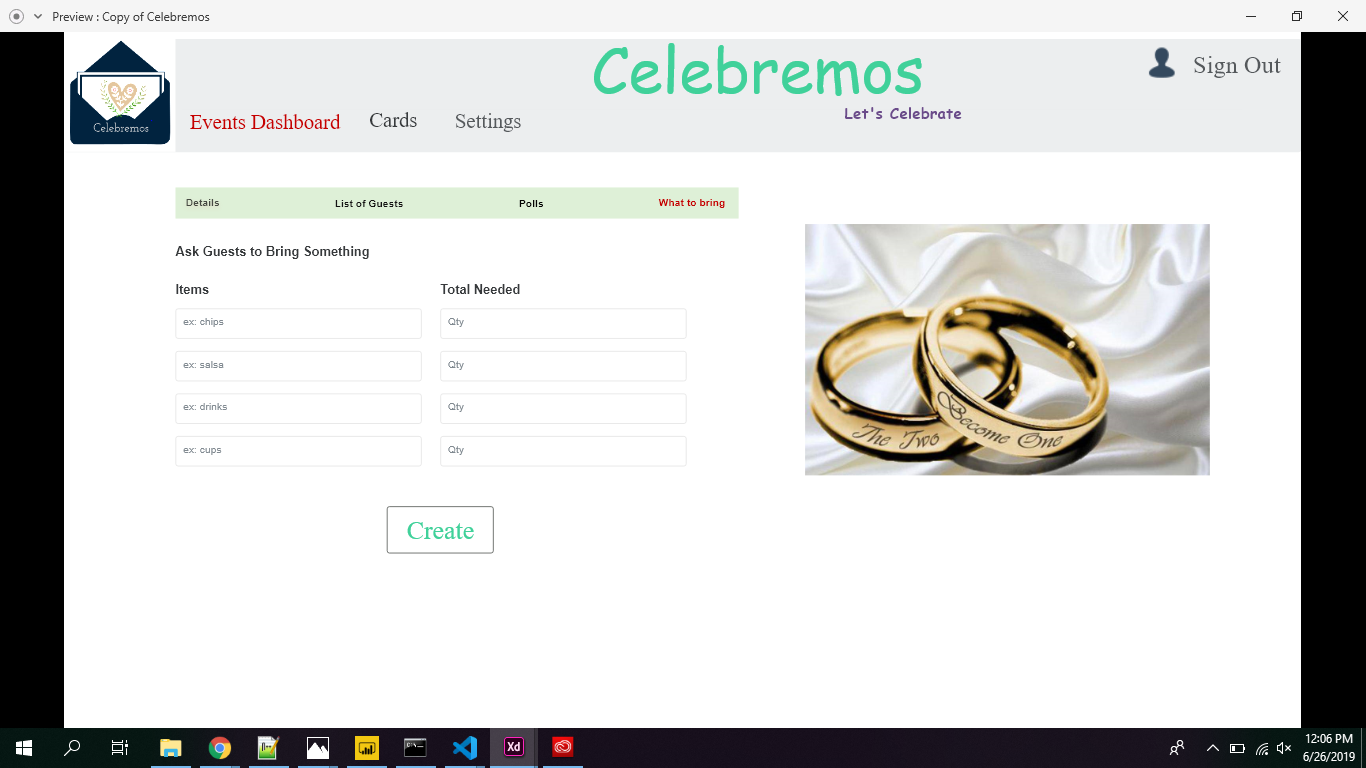 Preview : Copy of Celebremos
Celebremos
Let's Celebrate
Sign Out
Celebremos
Events Dashboard
Cards
Settings
Details
List of Guests
Polls
What to bring
Ask Guests to Bring Something
Items
Total Needed
ex: chips
Qty
ex: salsa
Qty
ex: drinks
Qty
ex: cups
Qty
The Two
Become One
Create
Xd
12:06 PM
6/26/2019